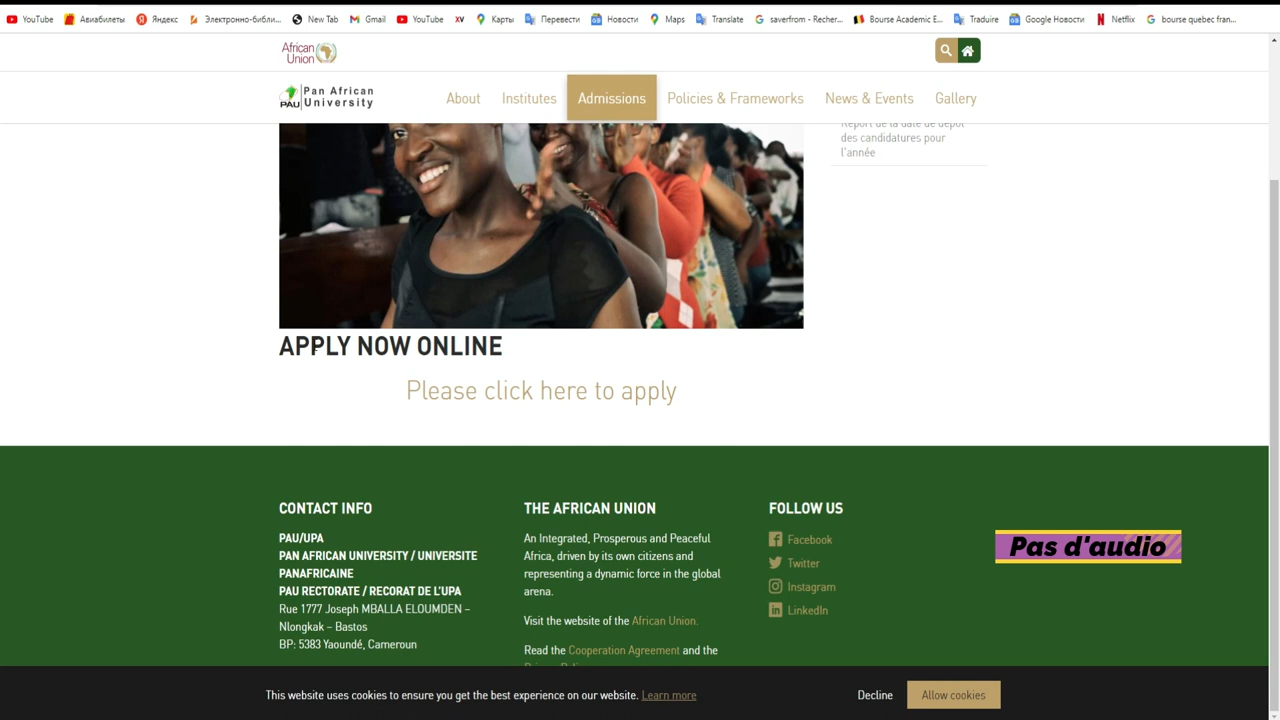 YouTube Авиабилеты Яндекс Электронно-библи... New Tab Gmail YouTube XV Карты Перевести Новости Maps Translate saverfrom - Recher... Bourse Academic E... Traduire Google Новости Netflix bourse quebec fran...
African
Union
PAU Pan African
University
About Institutes Admissions Policies & Frameworks News & Events Gallery
Report de la date de dépôt
des candidatures pour
l'année
APPLY NOW ONLINE
Please click here to apply
CONTACT INFO
PAU/UPA
PAN AFRICAN UNIVERSITY / UNIVERSITE
PANAFRICAINE
PAU RECTORATE / RECORAT DE L'UPA
Rue 1777 Joseph MBALLA ELOUMDEN –
Nlongkak – Bastos
BP: 5383 Yaoundé, Cameroun
THE AFRICAN UNION
An Integrated, Prosperous and Peaceful
Africa, driven by its own citizens and
representing a dynamic force in the global
arena.
Visit the website of the African Union.
Read the Cooperation Agreement and the
FOLLOW US
Facebook
Twitter
Instagram
LinkedIn
Pas d'audio
This website uses cookies to ensure you get the best experience on our website. Learn more
Decline
Allow cookies